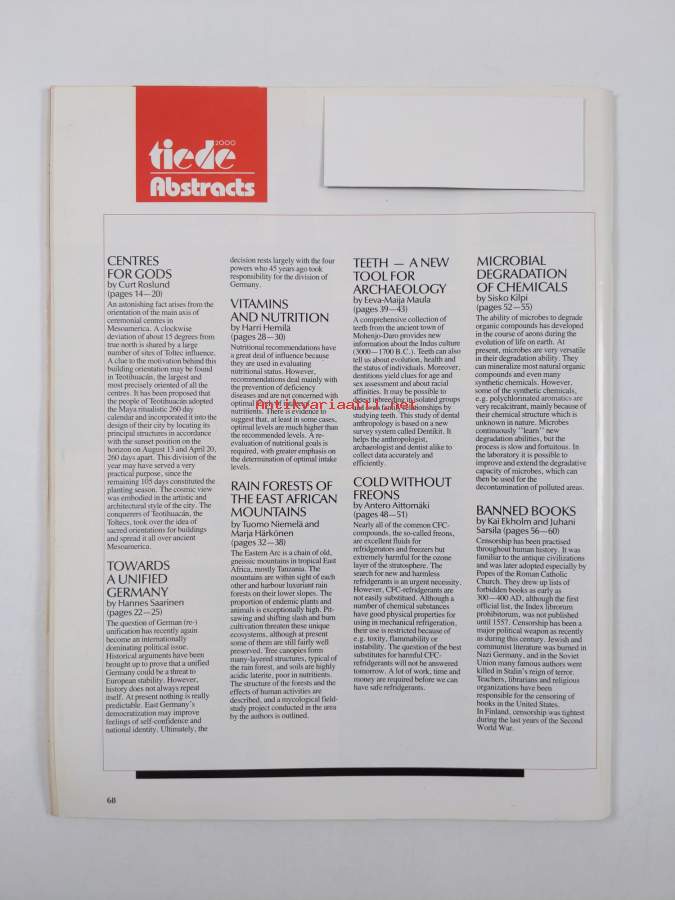 tiede 2000
Abstracts
CENTRES
FOR GODS
by Curt Roslund
(pages 14—20)
An astonishing fact arises from the
orientation of the main axis of
ceremonial centres in
Mesoamerica. A clockwise
deviation of about 15 degrees from
true north is shared by a large
number of sites of Toltec influence.
A clue to the motivation behind this
building orientation may be found
in Teotihuacán, the largest and
most precisely oriented of all the
centres. It has been proposed that
the people of Teotihuacán adopted
the Maya ritualistic 260 day
calendar and incorporated it into the
design of their city by locating its
principal structures in accordance
with the sunset position on the
horizon on August 13 and April 20,
260 days apart. This division of the
year may have served a very
practical purpose, since the
remaining 105 days constituted the
planting season. The cosmic view
was embodied in the artistic and
architectural style of the city. The
conquerers of Teotihuacán, the
Toltecs, took over the idea of
sacred orientations for buildings
and spread it all over ancient
Mesoamerica.
TOWARDS
A UNIFIED
GERMANY
by Hannes Saarinen
(pages 22—25)
The question of German (re-)
unification has recently again
become an internationally
dominating political issue.
Historical arguments have been
brought up to prove that a unified
Germany could be a threat to
European stability. However,
history does not always repeat
itself. At present nothing is really
predictable. East Germany's
democratization may improve
feelings of self-confidence and
national identity. Ultimately, the
decision rests largely with the four
powers who 45 years ago took
responsibility for the division of
Germany.
VITAMINS
AND NUTRITION
by Harri Hemilä
(pages 28—30)
Nutritional recommendations have
a great deal of influence because
they are used in evaluating
nutritional status. However,
recommendations deal mainly with
the prevention of deficiency
diseases and are not concerned with
optimal
nutrients. There is evidence to
suggest that, at least in some cases,
optimal levels are much higher than
the recommended levels. A re-
evaluation of nutritional goals is
required, with greater emphasis on
the determination of optimal intake
levels.
RAIN FORESTS OF
THE EAST AFRICAN
MOUNTAINS
by Tuomo Niemelä and
Marja Härkönen
(pages 32—38)
The Eastern Arc is a chain of old,
gneissic mountains in tropical East
Africa, mostly Tanzania. The
mountains are within sight of each
other and harbour luxuriant rain
forests on their lower slopes. The
proportion of endemic plants and
animals is exceptionally high. Pit-
sawing and shifting slash and burn
cultivation threaten these unique
ecosystems, although at present
some of them are still fairly well
preserved. Tree canopies form
many-layered structures, typical of
the rain forest, and soils are highly
acidic laterite, poor in nutritients.
The structure of the forests and the
effects of human activities are
described, and a mycological field-
study project conducted in the area
by the authors is outlined.
TEETH — A NEW
TOOL FOR
ARCHAEOLOGY
by Eeva-Maija Maula
(pages 39—43)
A comprehensive collection of
teeth from the ancient town of
Mohenjo-Daro provides new
information about the Indus culture
(3000—1700 B.C.). Teeth can also
tell us about evolution, health and
the status of individuals. Moreover,
dentitions yield clues for age and
sex assessment and about racial
affinities. It may be possible to
detect inbreeding in isolated groups
and even family relationships by
studying teeth. This study of dental
anthropology is based on a new
survey system called Dentikit. It
helps the anthropologist,
archaeologist and dentist alike to
collect data accurately and
efficiently.
COLD WITHOUT
FREONS
by Antero Aittomäki
(pages 48—51)
Nearly all of the common CFC-
compounds, the so-called freons,
are excellent fluids for
refridgerators and freezers but
extremely harmful for the ozone
layer of the stratosphere. The
search for new and harmless
refridgerants is an urgent necessity.
However, CFC-refridgerants are
not easily substitued. Although a
number of chemical substances
have good physical properties for
using in mechanical refrigeration,
their use is restricted because of
e.g. toxity, flannability or
instability. The question of the best
substitutes for harmful CFC-
refridgerants will not be answered
tomorrow. A lot of work, time and
money are required before we can
have safe refridgerants.
MICROBIAL
DEGRADATION
OF CHEMICALS
by Sisko Kilpi
(pages 52—55)
The ability of microbes to degrade
organic compounds has developed
in the course of aeons during the
evolution of life on earth. At
present, microbes are very versatile
in their degradation ability. They
can mineralize most natural organic
compounds and even many
synthetic chemicals. However,
some of the synthetic chemicals,
e.g. polychlorinated aromatics are
very recalcitrant, mainly because of
their chemical structure which is
unknown in nature. Microbes
continuously "learn" new
degradation abilities, but the
process is slow and fortuitous. In
the laboratory it is possible to
improve and extend the degradative
capacity of microbes, which can
then be used for the
decontamination of polluted areas.
BANNED BOOKS
by Kai Ekholm and Juhani
Sarsila (pages 56—60)
Censorship has been practised
throughout human history. It was
familiar to the antique civilizations
and was later adopted especially by
Popes of the Roman Catholic
Church. They drew up lists of
forbidden books as early as
300—400 AD, although the first
official list, the Index librorum
prohibitorum, was not published
until 1557. Censorship has been a
major political weapon as recently
as during this century. Jewish and
communist literature was burned in
Nazi Germany, and in the Soviet
Union many famous authors were
killed in Stalin's reign of terror.
Teachers, librarians and religious
organizations have been
responsible for the censoring of
books in the United States.
In Finland, censorship was tightest
during the last years of the Second
World War.
68
Antikvariaatti.net